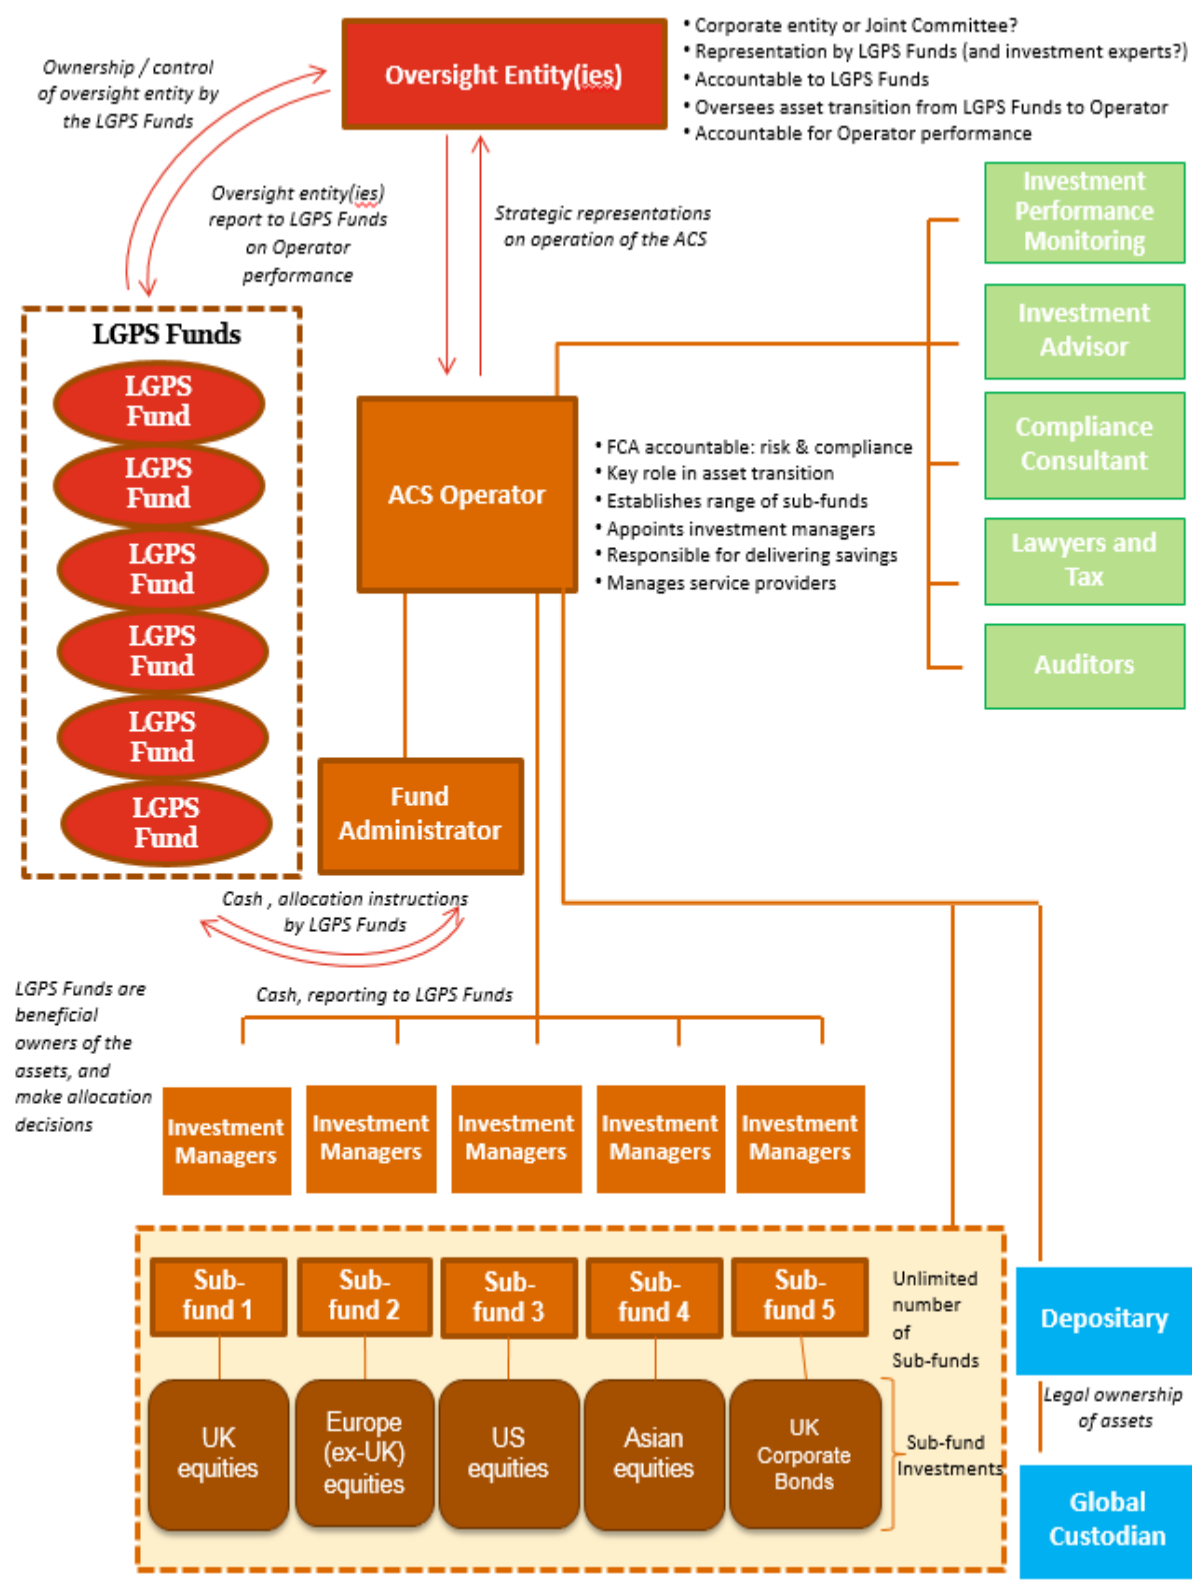 Ownership / control
of oversight entity by
the LGPS Funds
Oversight Entity(ies)
• Corporate entity or Joint Committee?
• Representation by LGPS Funds (and investment experts?)
• Accountable to LGPS Funds
• Oversees asset transition from LGPS Funds to Operator
• Accountable for Operator performance
Oversight entity(ies)
report to LGPS Funds
on Operator
performance
Strategic representations
on operation of the ACS
Investment
Performance
Monitoring
Investment
Advisor
Compliance
Consultant
Lawyers and
Tax
Auditors
LGPS Funds
LGPS
Fund
LGPS
Fund
LGPS
Fund
LGPS
Fund
LGPS
Fund
LGPS
Fund
ACS Operator
• FCA accountable: risk & compliance
• Key role in asset transition
• Establishes range of sub-funds
• Appoints investment managers
• Responsible for delivering savings
• Manages service providers
Fund
Administrator
Cash , allocation instructions
by LGPS Funds
Cash, reporting to LGPS Funds
LGPS Funds are
beneficial
owners of the
assets, and
make allocation
decisions
Investment
Managers
Investment
Managers
Investment
Managers
Investment
Managers
Investment
Managers
Sub-
fund 1
Sub-
fund 2
Sub-
fund 3
Sub-
fund 4
Sub-
fund 5
Unlimited
number
of
Sub-funds
UK
equities
Europe
(ex-UK)
equities
US
equities
Asian
equities
UK
Corporate
Bonds
Sub-fund
Investments
Depositary
Legal ownership
of assets
Global
Custodian